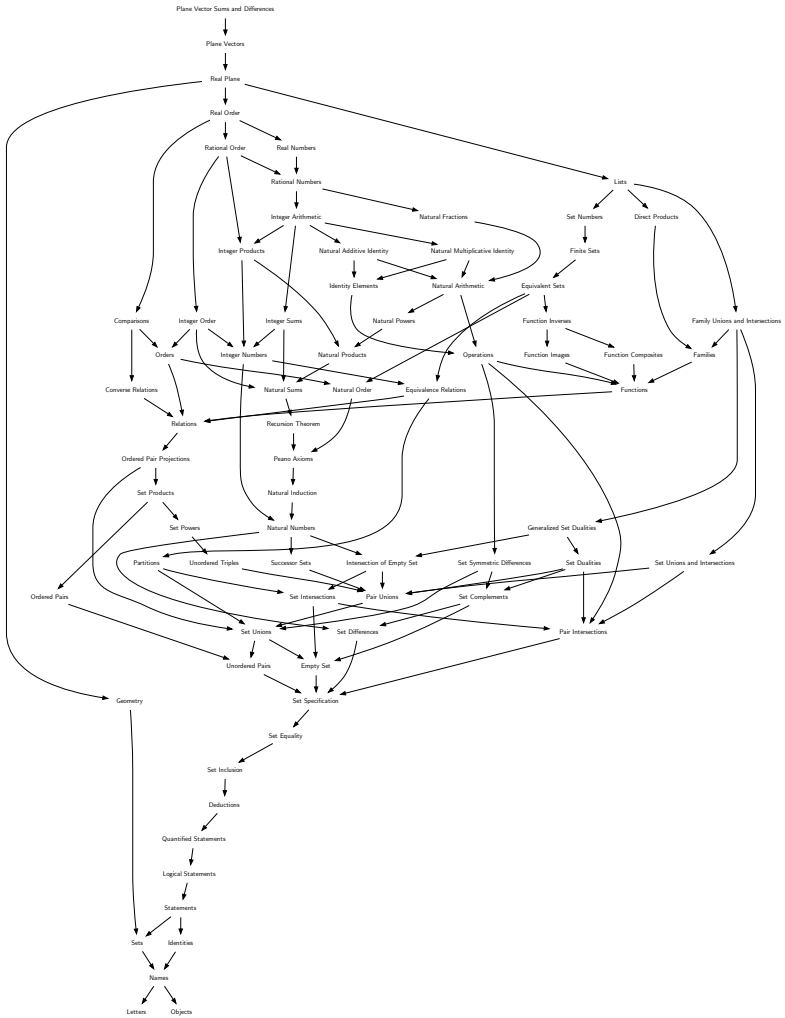 Plane Vector Sums and Differences
Plane Vectors
Real Plane
Real Order
Rational Order
Real Numbers
Rational Numbers
Lists
Integer Arithmetic
Natural Fractions
Set Numbers
Direct Products
Integer Products
Natural Additive Identity
Natural Multiplicative Identity
Finite Sets
Identity Elements
Natural Arithmetic
Equivalent Sets
Comparisons
Integer Order
Integer Sums
Natural Powers
Function Inverses
Family Unions and Intersections
Orders
Integer Numbers
Natural Products
Operations
Function Images
Function Composites
Families
Converse Relations
Natural Sums
Natural Order
Equivalence Relations
Functions
Relations
Recursion Theorem
Ordered Pair Projections
Peano Axioms
Set Products
Natural Induction
Set Powers
Natural Numbers
Generalized Set Dualities
Partitions
Unordered Triples
Successor Sets
Intersection of Empty Set
Set Symmetric Differences
Set Dualities
Set Unions and Intersections
Ordered Pairs
Set Intersections
Pair Unions
Set Complements
Set Unions
Set Differences
Pair Intersections
Unordered Pairs
Empty Set
Geometry
Set Specification
Set Equality
Set Inclusion
Deductions
Quantified Statements
Logical Statements
Statements
Sets
Identities
Names
Letters
Objects